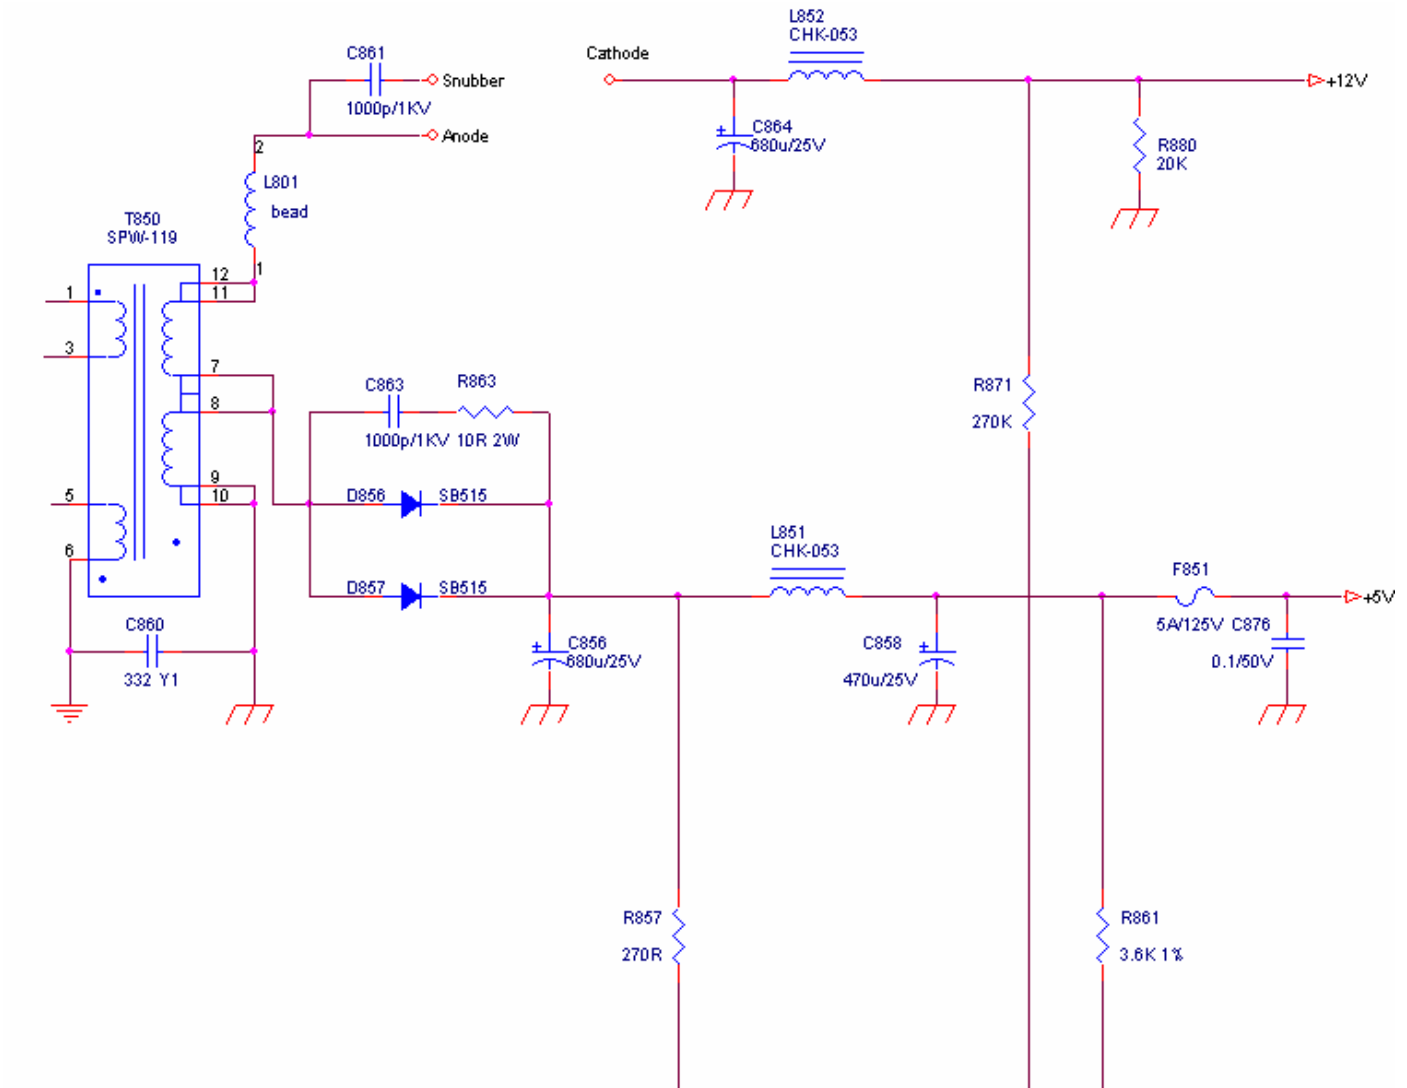 L852
CHK-053
C861
Snubber
1000p/1KV
Anode
Cathode
+12V
C864
680u/25V
R880
20K
2
L801
bead
1
T850
SPW-119
12
11
1
3
7
8
9
10
5
6
C863
R863
1000p/1KV
10R 2W
R871
270K
D856
SB515
D857
SB515
L851
CHK-053
F851
5A/125V
+5V
C876
0.1/50V
C860
332 Y1
C856
680u/25V
C858
470u/25V
R857
270R
R861
3.6K 1%